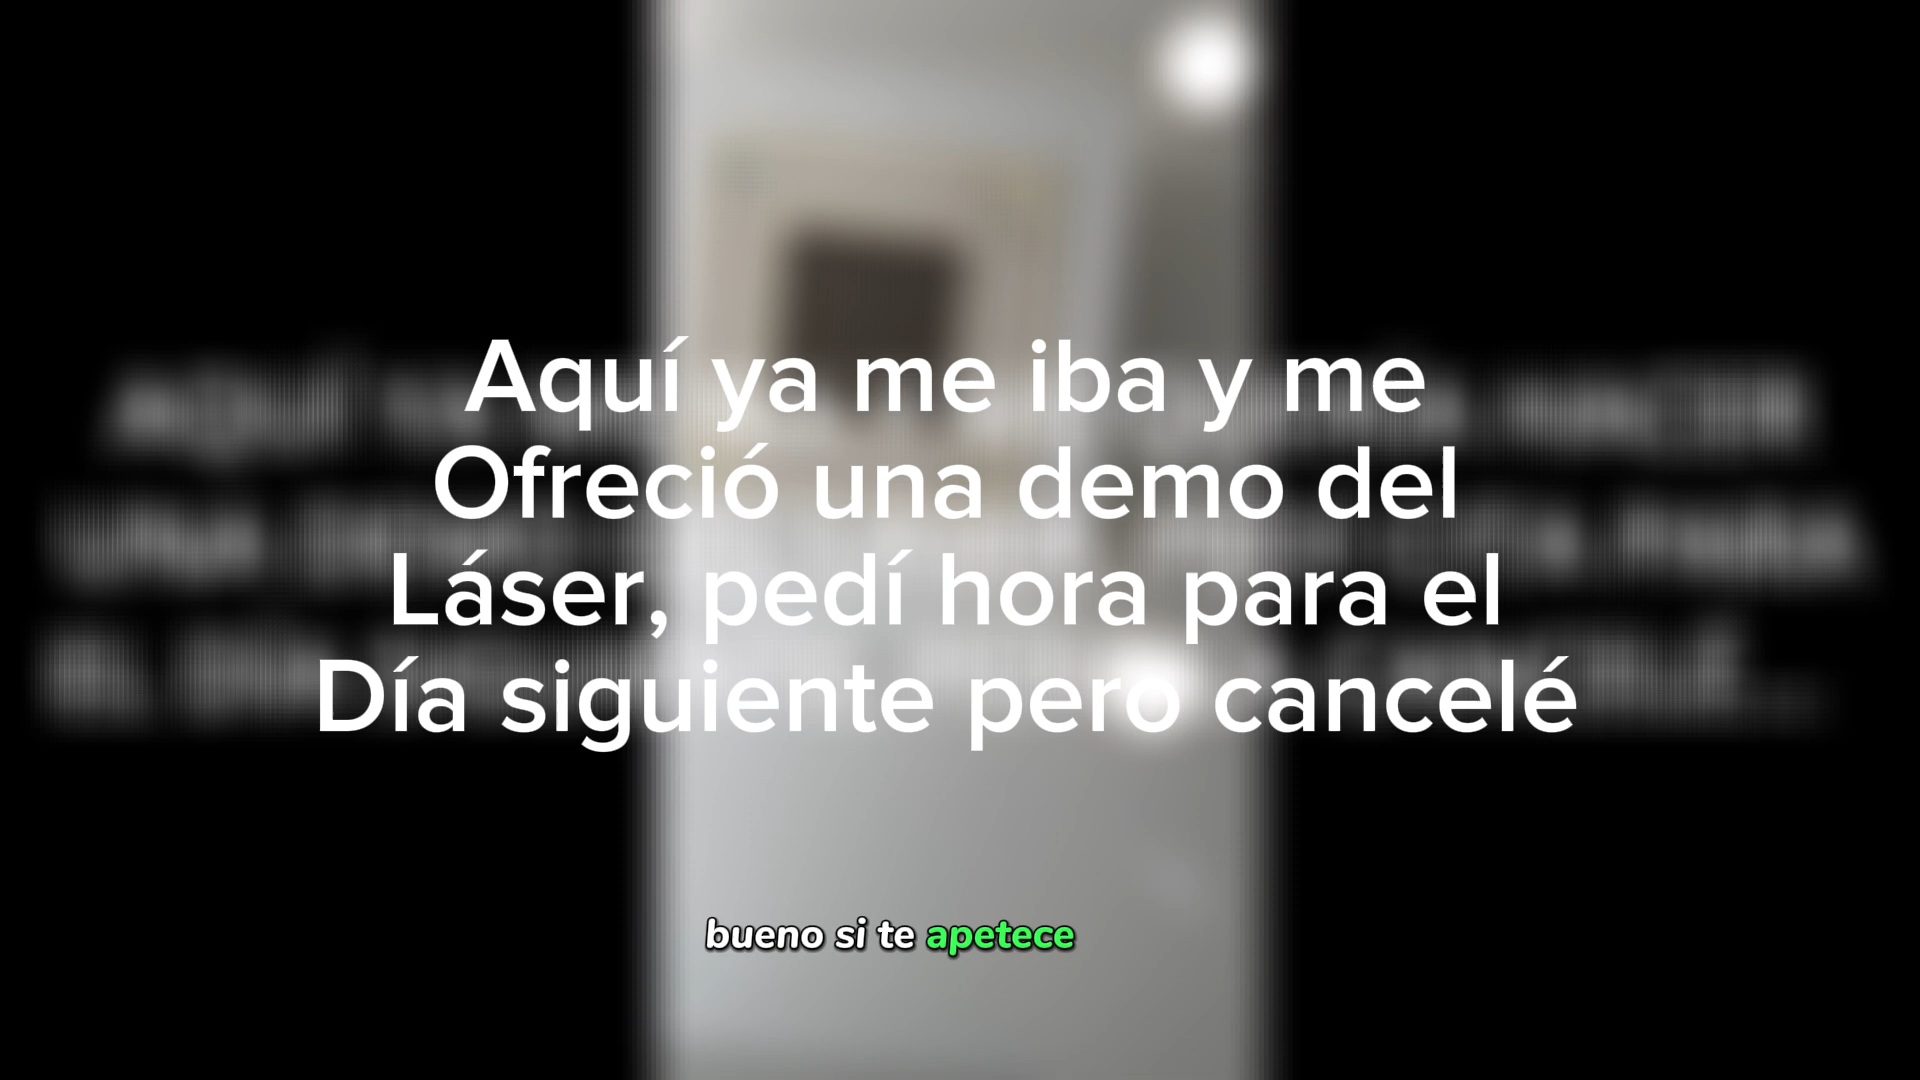 Aquí ya me iba y me
Ofreció una demo del
Láser, pedí hora para el
Día siguiente pero cancelé
bueno si te apetece